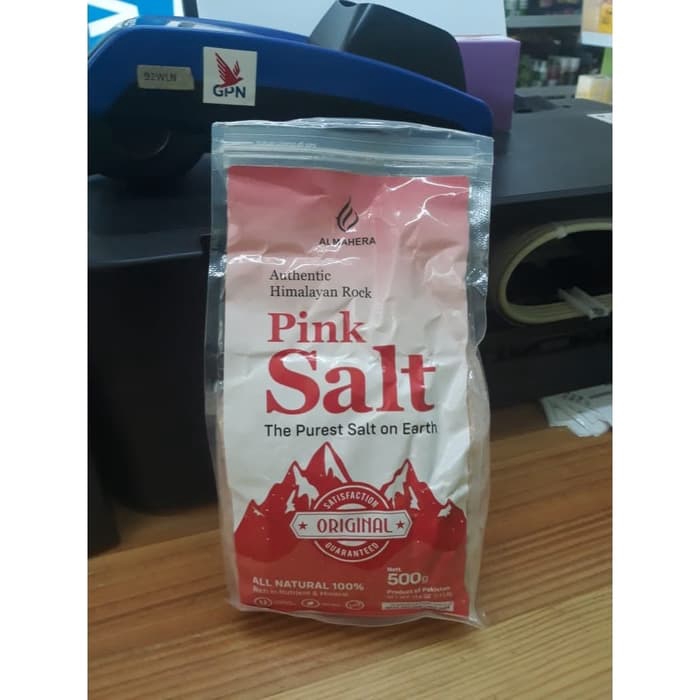 92WLN
GPN
ALMAHERA
Authentic
Himalayan Rock
Pink
Salt
The Purest Salt on Earth
SATISFACTION
ORIGINAL
GUARANTEED
ALL NATURAL 100%
Rich in Nutrient & Mineral
Nett.
500g
Product of Pakistan